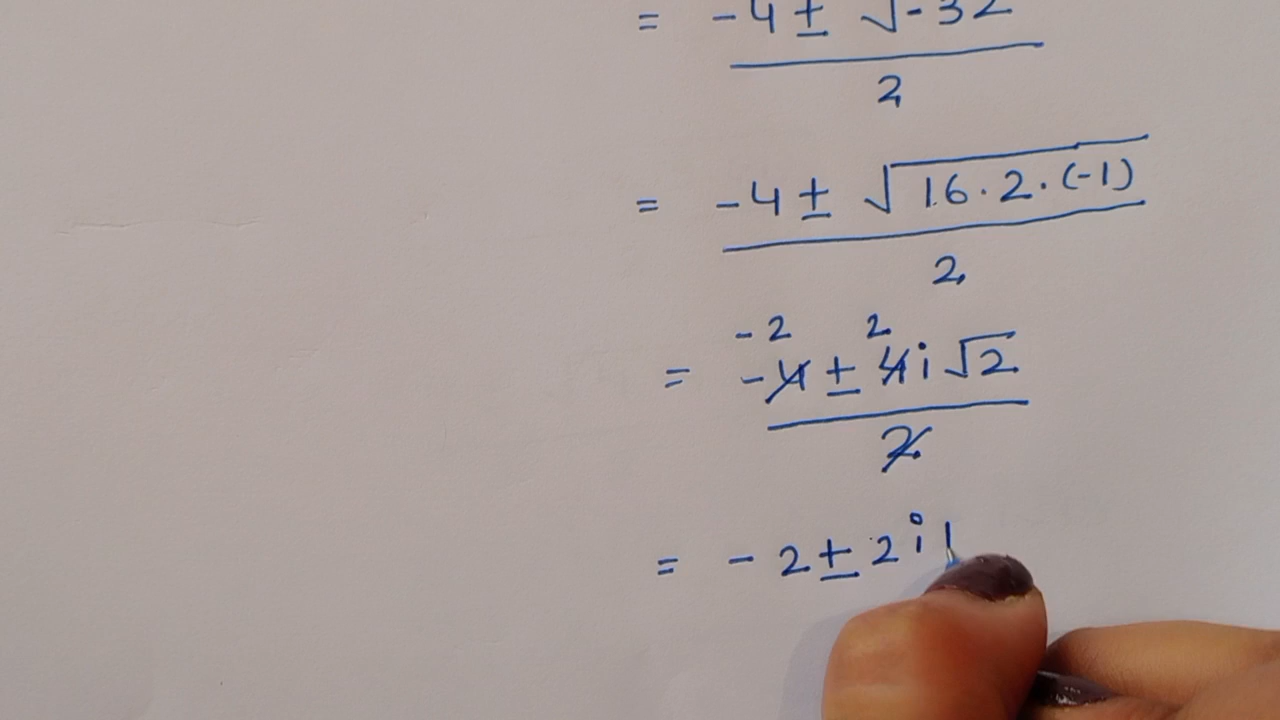 = -4 ± √-32
2
= -4 ± √16·2·(-1)
2
-2 2
= -4 ± 4i√2
2
= -2 ± 2i